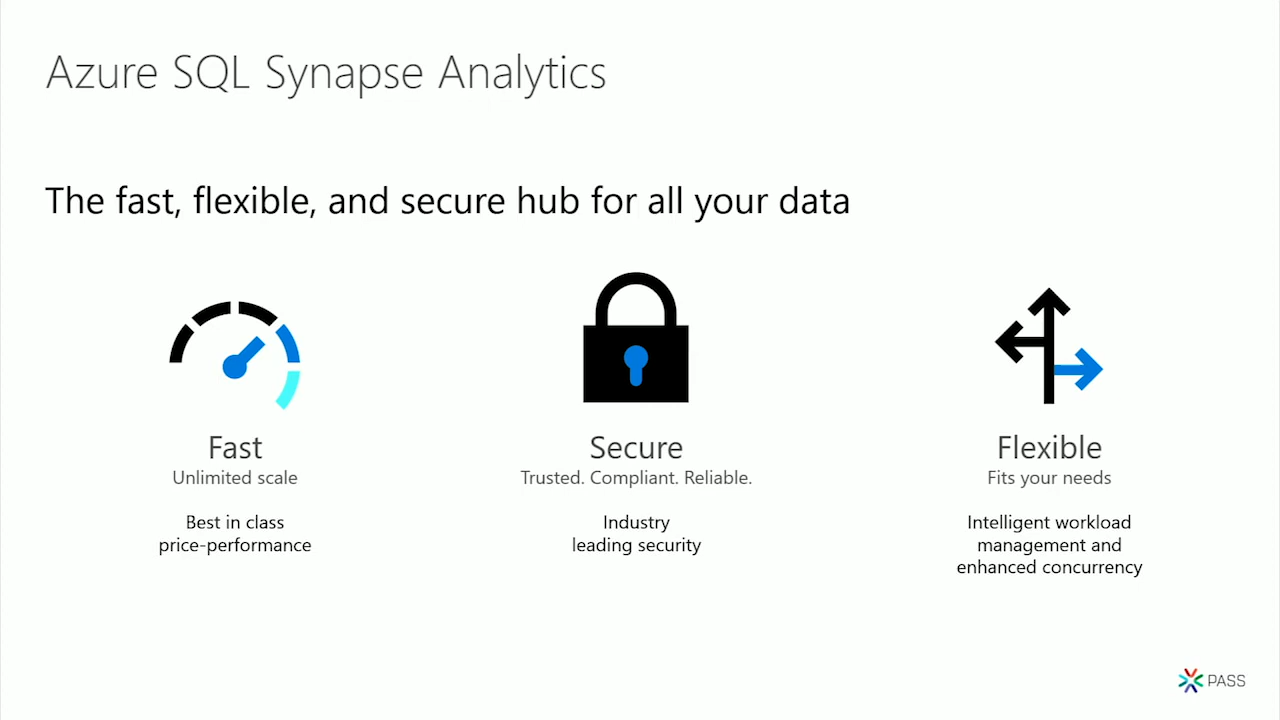 Azure SQL Synapse Analytics
The fast, flexible, and secure hub for all your data
Fast
Unlimited scale
Best in class
price-performance
Secure
Trusted. Compliant. Reliable.
Industry
leading security
Flexible
Fits your needs
Intelligent workload
management and
enhanced concurrency
PASS